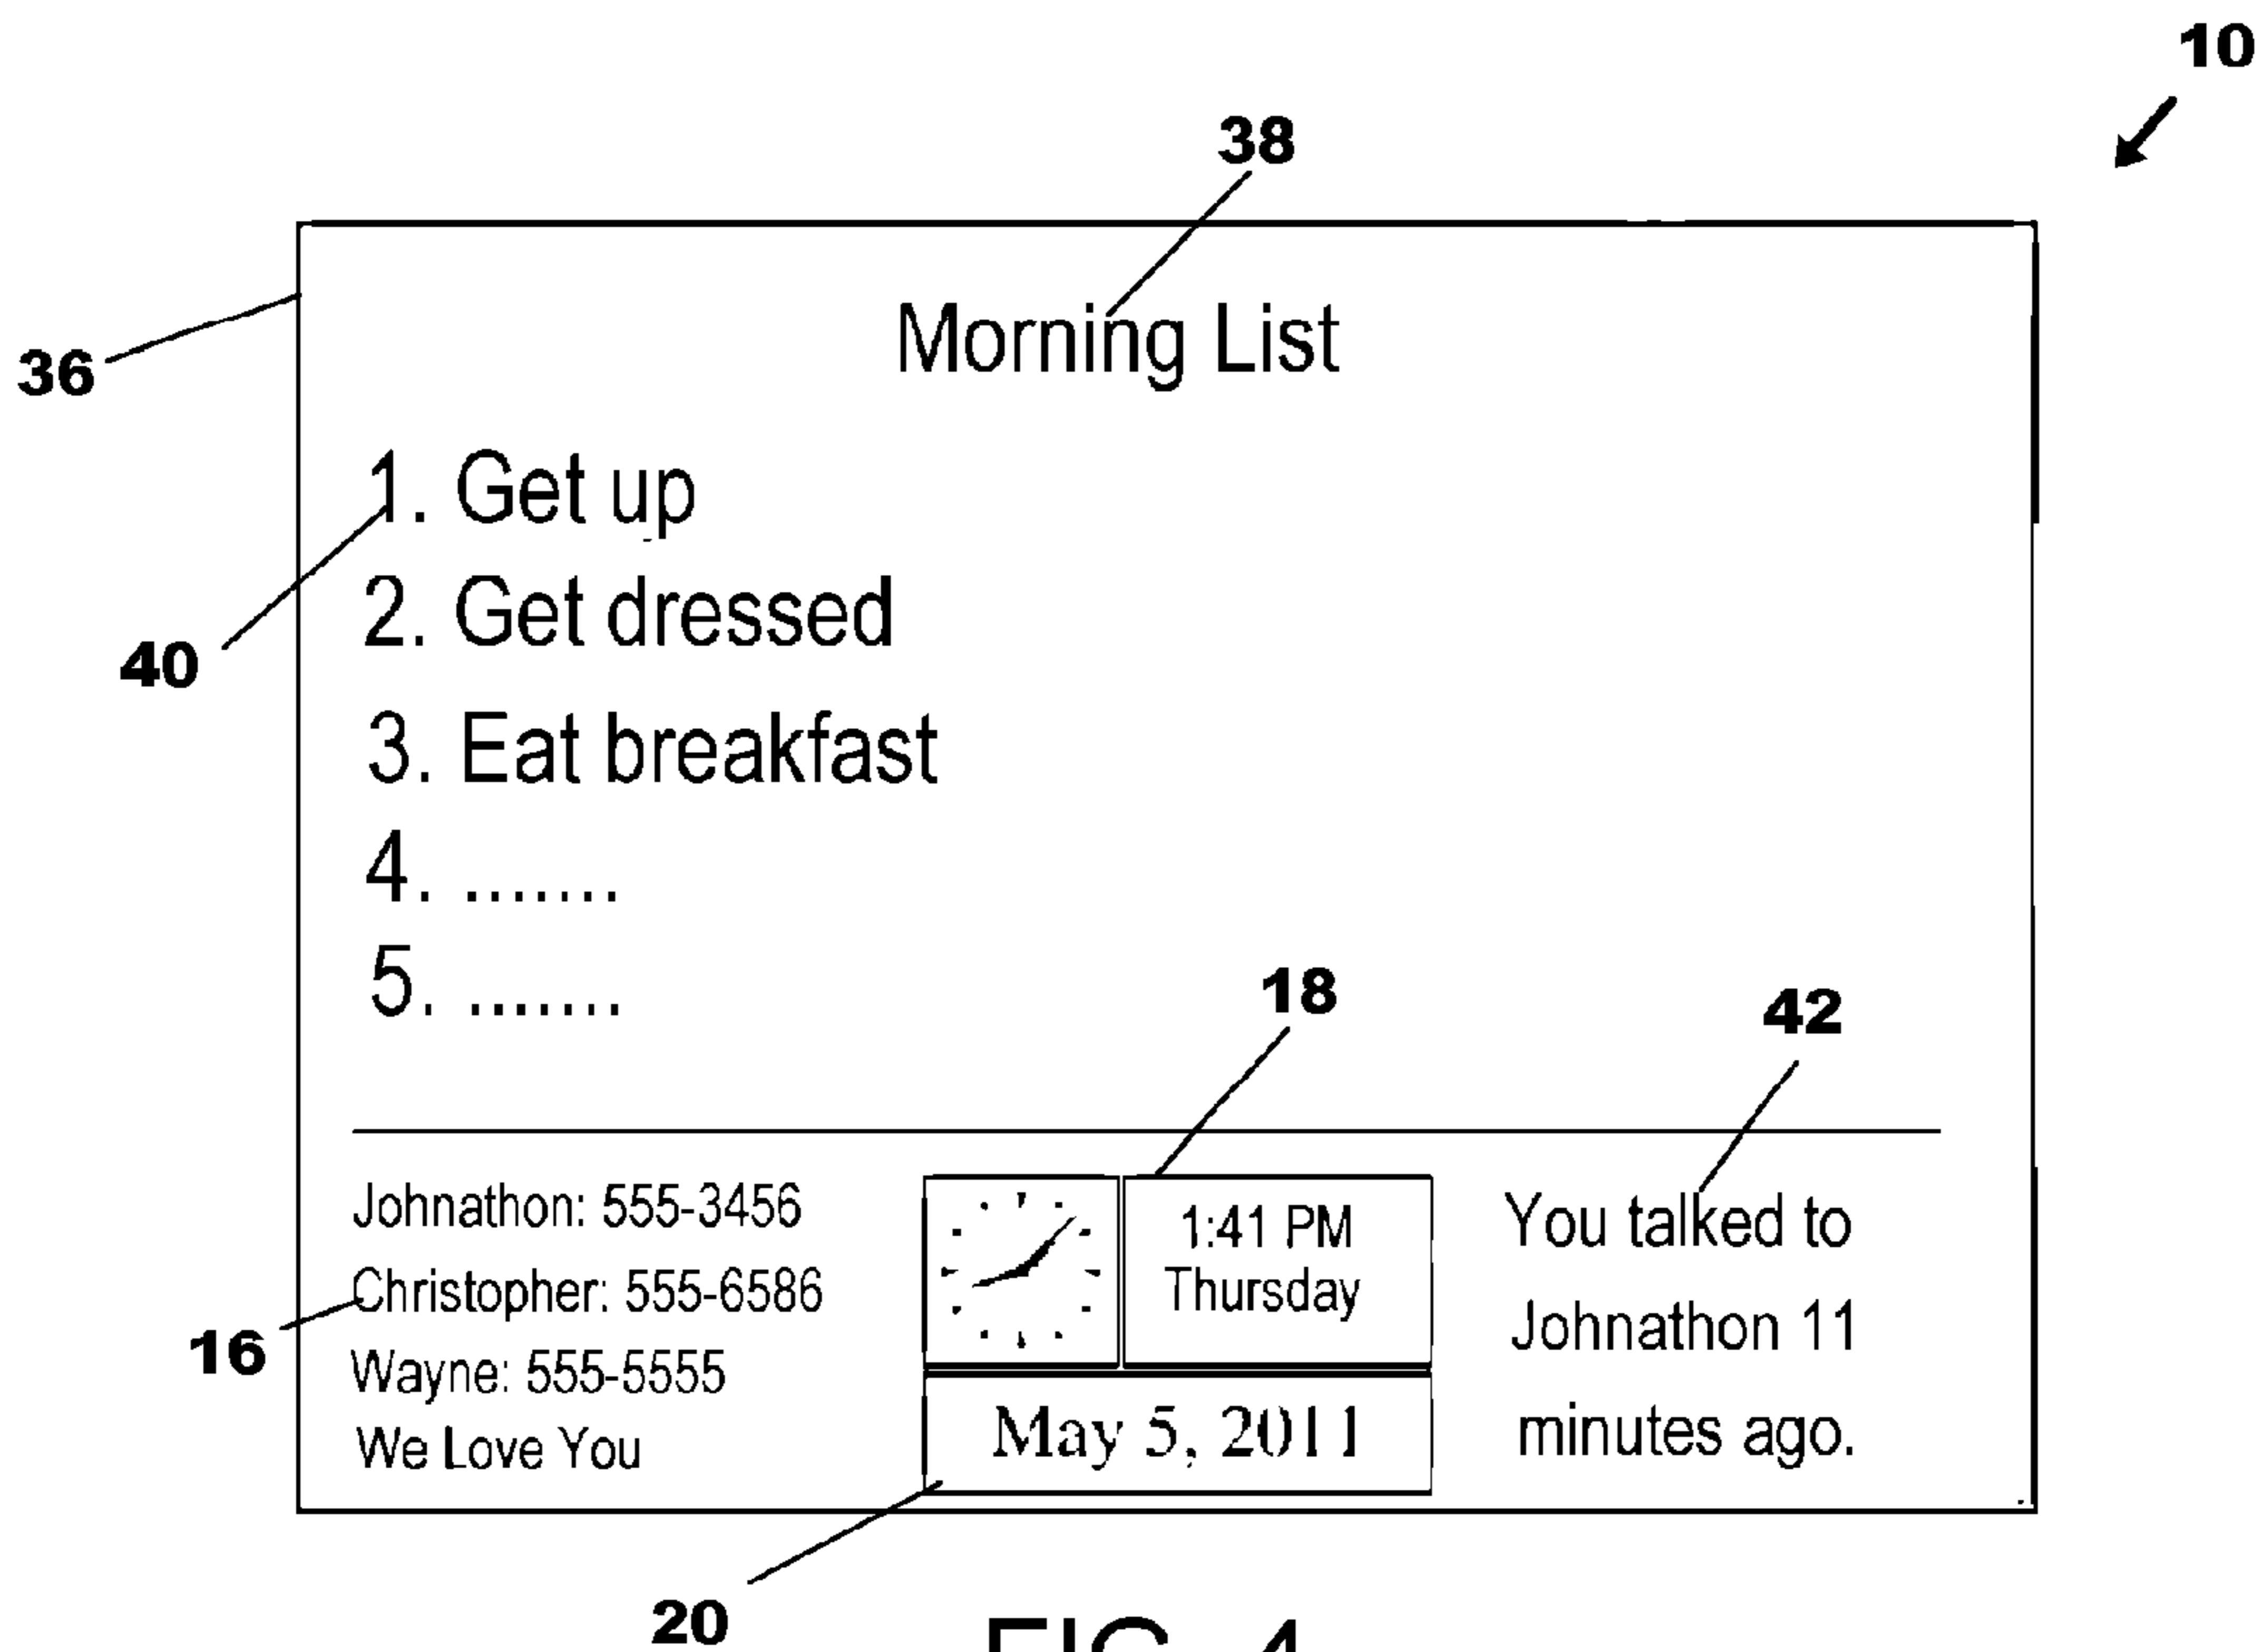 10
38
Morning List
36
1. Get up
40
2. Get dressed
3. Eat breakfast
4. .......
5. .......
18
42
Johnathon: 555-3456
Christopher: 555-6586
16
Wayne: 555-5555
We Love You
1:41 PM
Thursday
May 5, 2011
You talked to
Johnathon 11
minutes ago.
20
FIG. 4